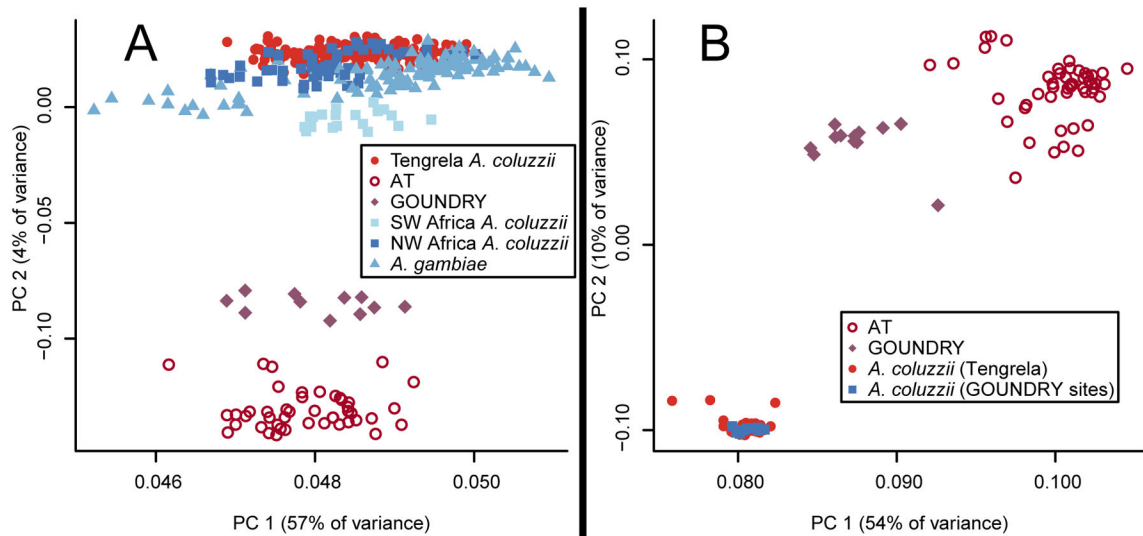 A
PC 2 (4% of variance)
0.00
−0.05
−0.10
Tengrela A. coluzzii
AT
GOUNDRY
SW Africa A. coluzzii
NW Africa A. coluzzii
A. gambiae
0.046
0.048
0.050
PC 1 (57% of variance)
B
PC 2 (10% of variance)
0.10
0.00
−0.10
AT
GOUNDRY
A. coluzzii (Tengrela)
A. coluzzii (GOUNDRY sites)
0.080
0.090
0.100
PC 1 (54% of variance)